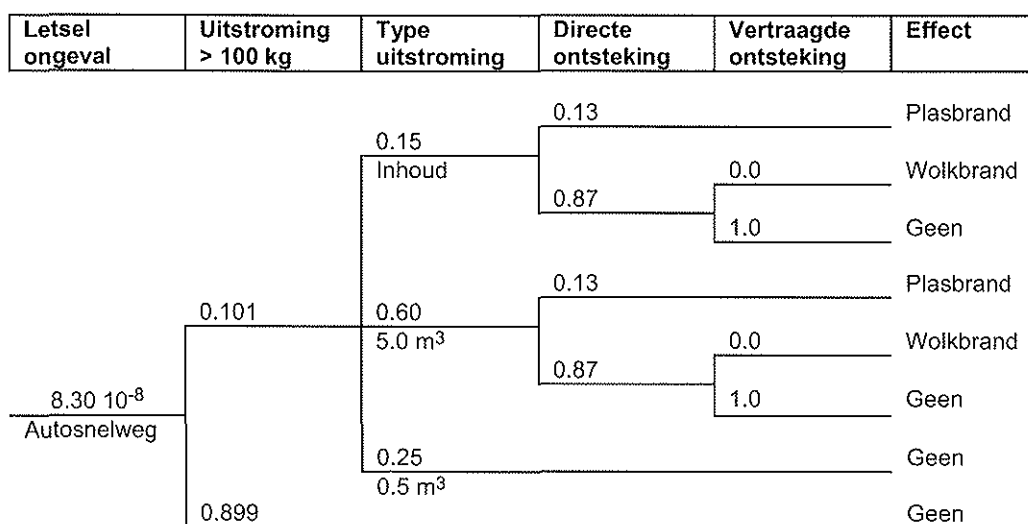 Letsel ongeval
Uitstroming > 100 kg
Type uitstroming
Directe ontsteking
Vertraagde ontsteking
Effect
0.13
Plasbrand
0.15
Inhoud
0.0
Wolkbrand
0.87
1.0
Geen
0.13
Plasbrand
0.101
0.60
5.0 m³
0.0
Wolkbrand
0.87
8.30 10⁻⁸
Autosnelweg
1.0
Geen
0.25
0.5 m³
Geen
0.899
Geen